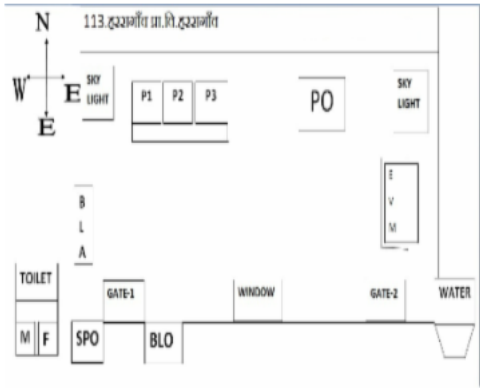 N
113.हरसगाँव प्रा.वि.हरसगाँव
W E
E
SKY
LIGHT
P1 P2 P3
PO
SKY
LIGHT
E
V
M
B
L
A
TOILET
GATE-1
WINDOW
GATE-2
WATER
M F
SPO
BLO